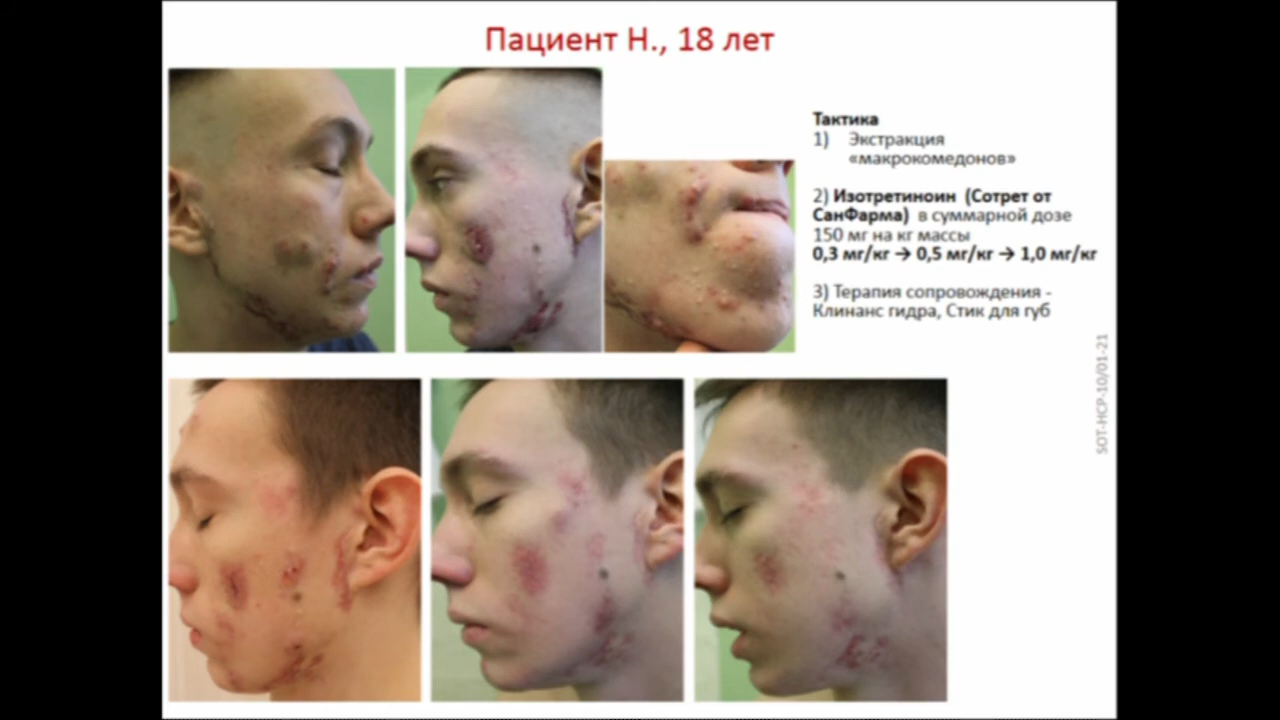 Пациент Н., 18 лет
Тактика
1) Экстракция
«макрокомедонов»
2) Изотретиноин (Сотрет от
СанФарма) в суммарной дозе
150 мг на кг массы
0,3 мг/кг → 0,5 мг/кг → 1,0 мг/кг
3) Терапия сопровождения -
Клинанс гидра, Стик для губ
SOT-HCP-10/01-21